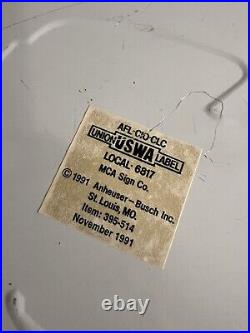 AFL-CIO-CLC
UNION USWA LABEL
LOCAL-6817
MCA Sign Co.
©1991 Anheuser-Busch Inc.
St. Louis, MO.
Item: 395-514
November 1991